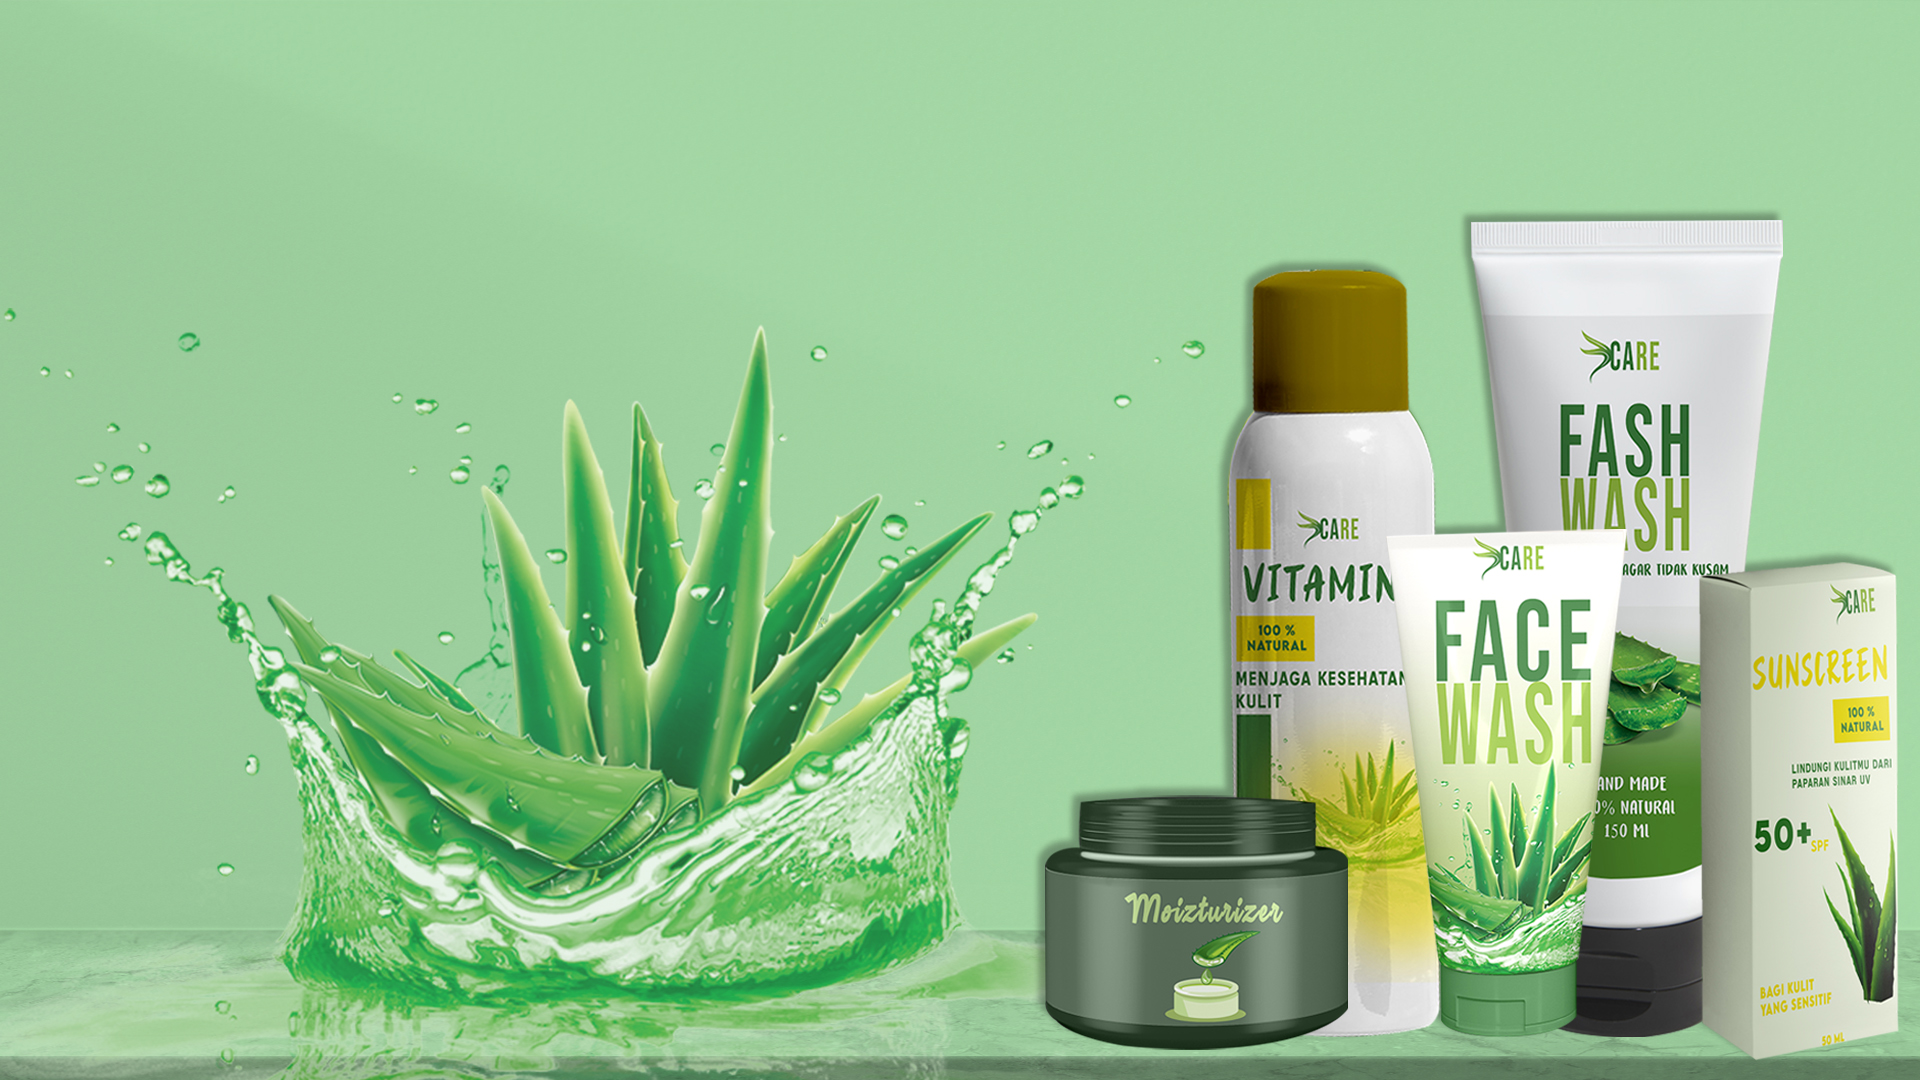 CARE
VITAMIN
100 %
NATURAL
MENJAGA KESEHATAN
KULIT
Moizturizer
CARE
FASH
WASH
AGAR TIDAK KUSAM
AND MADE
0% NATURAL
150 Ml
CARE
FACE
WASH
CARE
SUNSCREEN
100 %
NATURAL
LINDUNGI KULITMU DARI
PAPARAN SINAR UV
50+ SPF
BAGI KULIT
YANG SENSITIF
50 ML